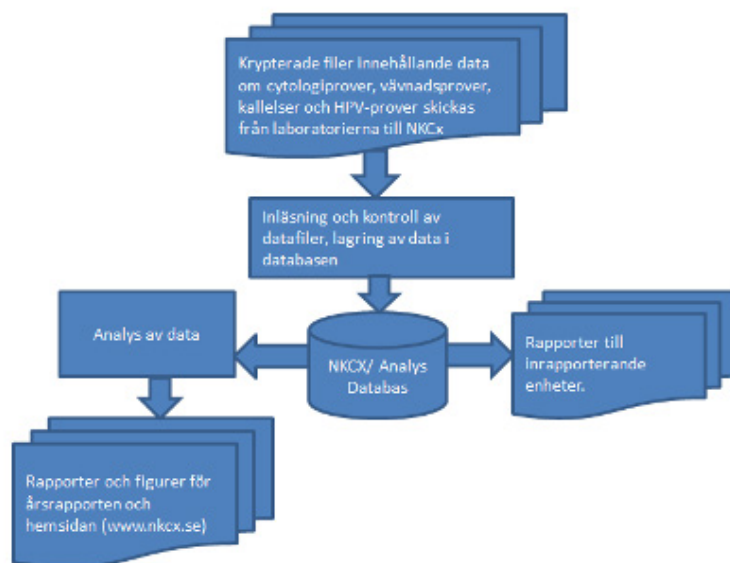 Krypterade filer innehållande data
om cytologiprover, vävnadsprover,
kallelser och HPV-prover skickas
från laboratorierna till NKCx
Inläsning och kontroll av
datafiler, lagring av data i
databasen
Analys av data
NKCX/ Analys
Databas
Rapporter till
inrapporterande
enheter.
Rapporter och figurer för
årsrapporten och
hemsidan (www.nkcx.se)